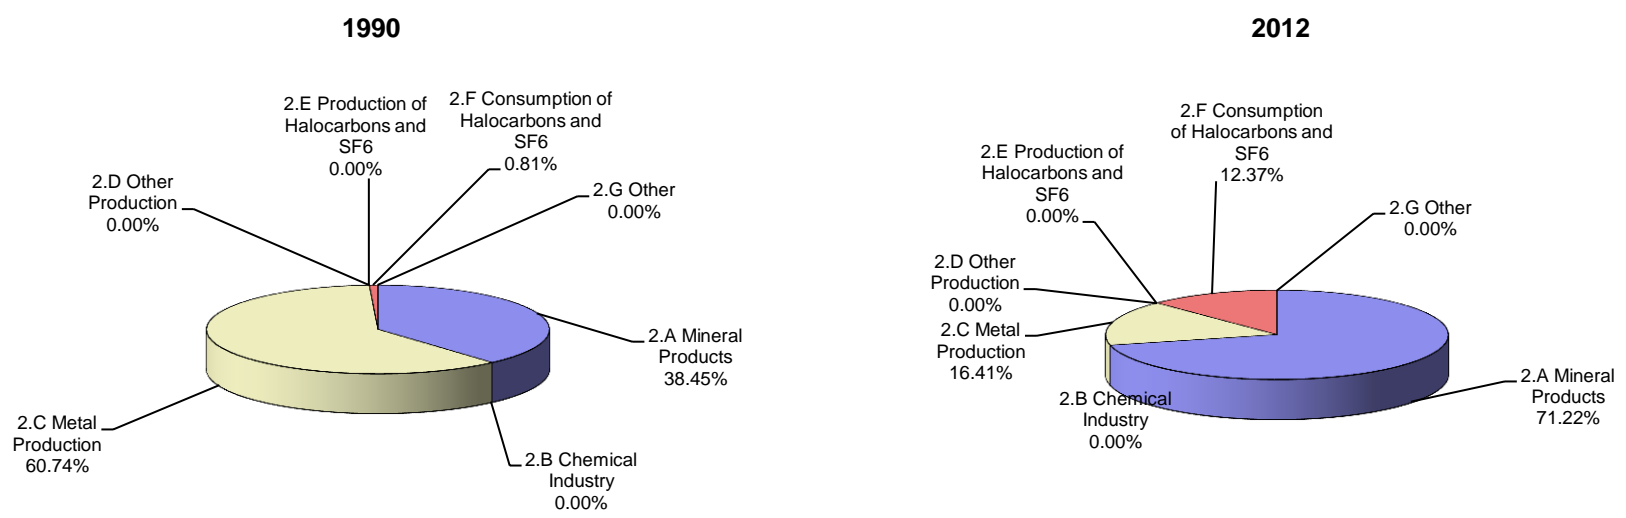 1990
2.E Production of
Halocarbons and
SF6
0.00%
2.F Consumption of
Halocarbons and
SF6
0.81%
2.D Other
Production
0.00%
2.G Other
0.00%
2.A Mineral
Products
38.45%
2.C Metal
Production
60.74%
2.B Chemical
Industry
0.00%
2012
2.F Consumption
of Halocarbons and
SF6
12.37%
2.E Production of
Halocarbons and
SF6
0.00%
2.G Other
0.00%
2.D Other
Production
0.00%
2.C Metal
Production
16.41%
2.A Mineral
Products
71.22%
2.B Chemical
Industry
0.00%